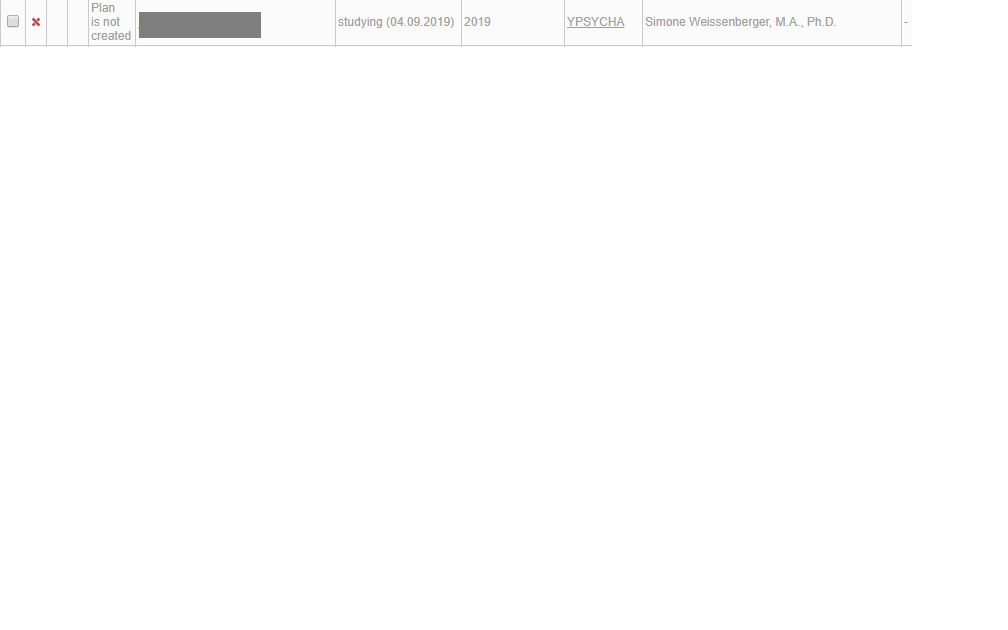 Plan
is not
created
studying (04.09.2019)
2019
YPSYCHA
Simone Weissenberger, M.A., Ph.D.
-